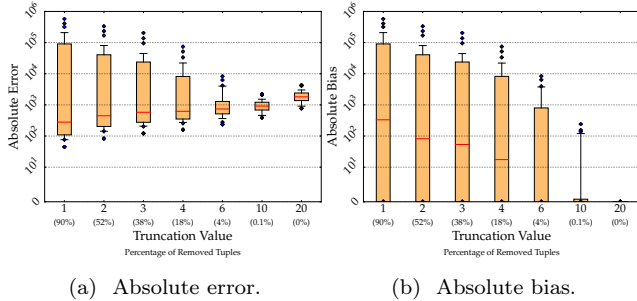 Absolute Error
10^6
10^5
10^4
10^3
10^2
10^1
0
1 2 3 4 6 10 20
(90%) (52%) (38%) (18%) (4%) (0.1%) (0%)
Truncation Value
Percentage of Removed Tuples
(a) Absolute error.
Absolute Bias
10^6
10^5
10^4
10^3
10^2
10^1
0
1 2 3 4 6 10 20
(90%) (52%) (38%) (18%) (4%) (0.1%) (0%)
Truncation Value
Percentage of Removed Tuples
(b) Absolute bias.